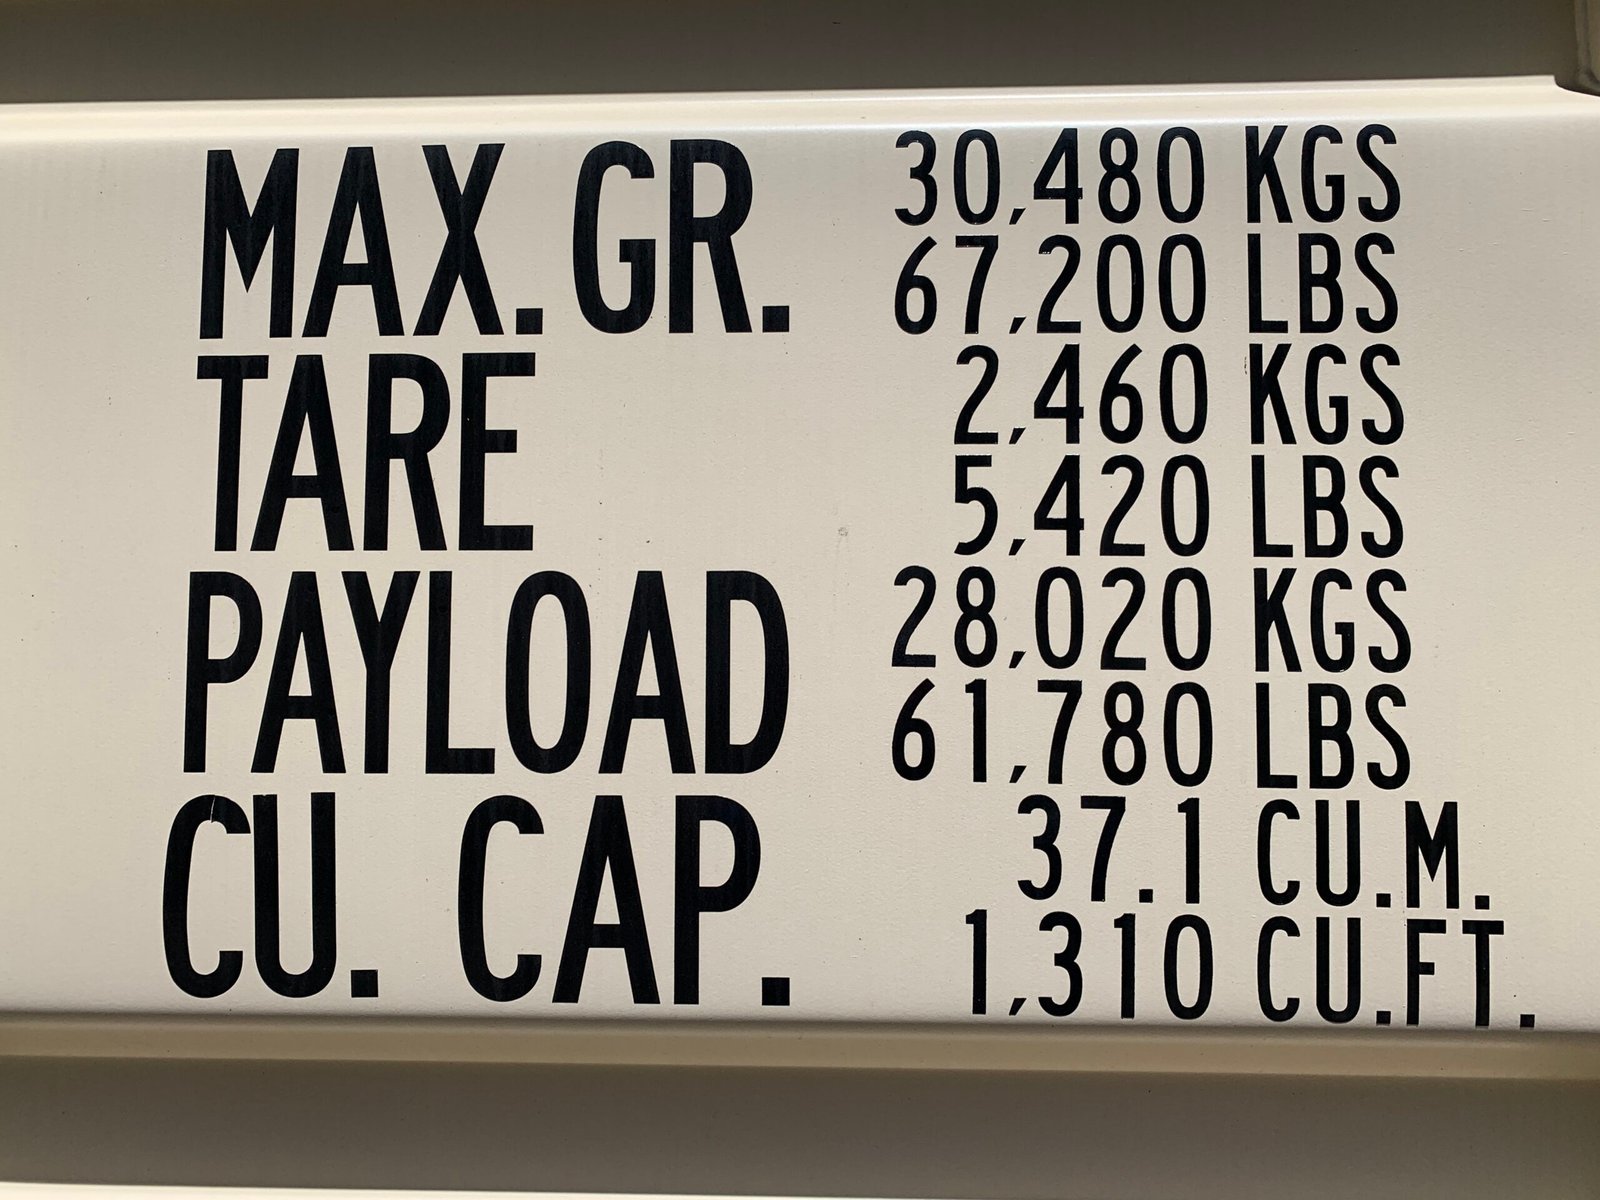 MAX. GR. 30,480 KGS
67,200 LBS
TARE 2,460 KGS
5,420 LBS
PAYLOAD 28,020 KGS
61,780 LBS
CU. CAP. 37.1 CU.M.
1,310 CU.FT.